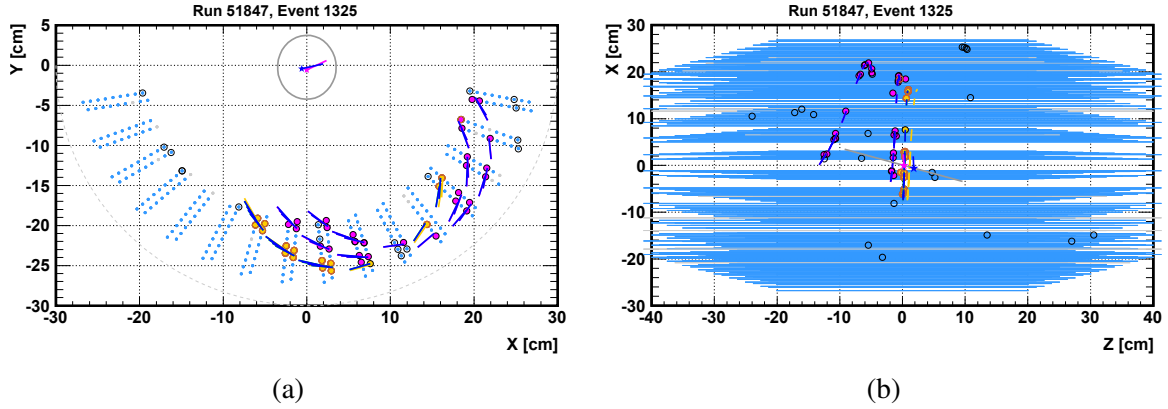 Run 51847, Event 1325
Y [cm]
5
0
−5
−10
−15
−20
−25
−30
−30 −20 −10 0 10 20 30
X [cm]
(a)
Run 51847, Event 1325
X [cm]
30
20
10
0
−10
−20
−30
−40 −30 −20 −10 0 10 20 30 40
Z [cm]
(b)